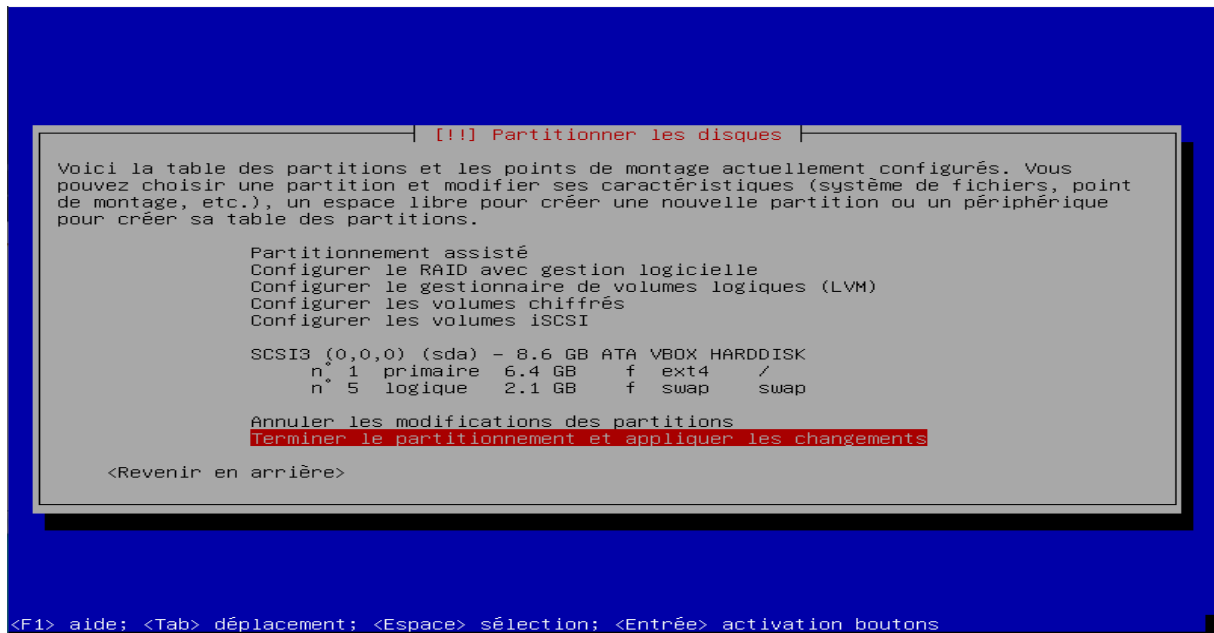 [!!] Partitionner les disques
Voici la table des partitions et les points de montage actuellement configurés. Vous
pouvez choisir une partition et modifier ses caractéristiques (système de fichiers, point
de montage, etc.), un espace libre pour créer une nouvelle partition ou un périphérique
pour créer sa table des partitions.
Partitionnement assisté
Configurer le RAID avec gestion logicielle
Configurer le gestionnaire de volumes logiques (LVM)
Configurer les volumes chiffrés
Configurer les volumes iSCSI
SCSI3 (0,0,0) (sda) – 8.6 GB ATA VBOX HARDDISK
n° 1 primaire 6.4 GB f ext4 /
n° 5 logique 2.1 GB f swap swap
Annuler les modifications des partitions
Terminer le partitionnement et appliquer les changements
<Revenir en arrière>
<F1> aide; <Tab> déplacement; <Espace> sélection; <Entrée> activation boutons